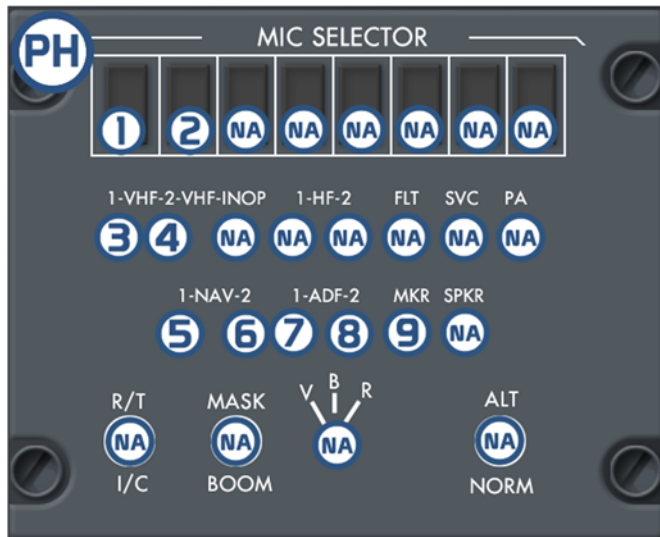 PH
MIC SELECTOR
1 2 NA NA NA NA NA NA
1-VHF-2-VHF-INOP 1-HF-2 FLT SVC PA
3 4 NA NA NA NA NA NA
1-NAV-2 1-ADF-2 MKR SPKR
5 6 7 8 9 NA
R/T MASK V B R ALT
NA NA NA NA
I/C BOOM NORM